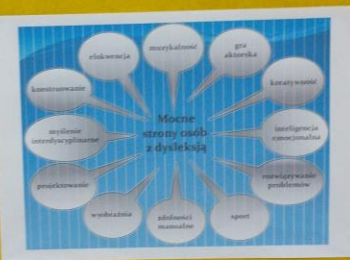 muzykalność
gra
aktorska
elokwencja
kreatywność
konstruowanie
Mocne
strony osób
z dysleksją
inteligencja
emocjonalna
myślenie
interdyscyplinarne
rozwiązywanie
problemów
projektowanie
sport
zdolności
manualne
wyobraźnia